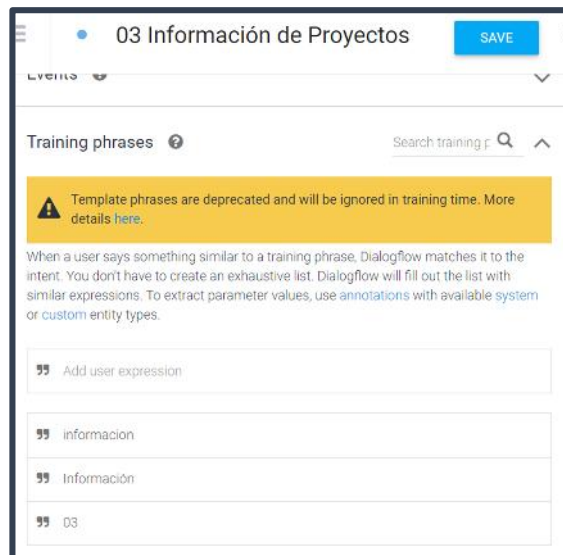 03 Información de Proyectos
SAVE
Events
Training phrases
Search training p
Template phrases are deprecated and will be ignored in training time. More
details here.
When a user says something similar to a training phrase, Dialogflow matches it to the
intent. You don't have to create an exhaustive list. Dialogflow will fill out the list with
similar expressions. To extract parameter values, use annotations with available system
or custom entity types.
Add user expression
informacion
Información
03